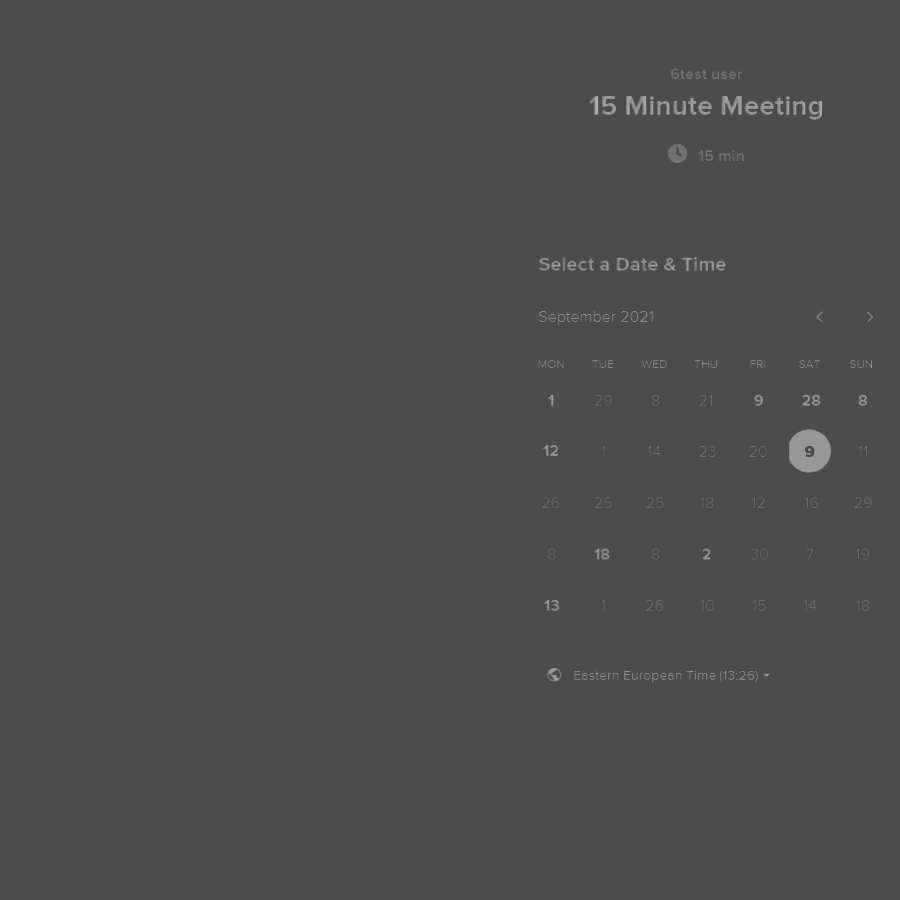 6test user
15 Minute Meeting
15 min
Select a Date & Time
September 2021
MON TUE WED THU FRI SAT SUN
1 29 8 21 9 28 8
12 1 14 23 20 9 11
26 25 25 18 12 16 29
8 18 8 2 30 7 19
13 1 26 10 15 14 18
Eastern European Time (13:26)